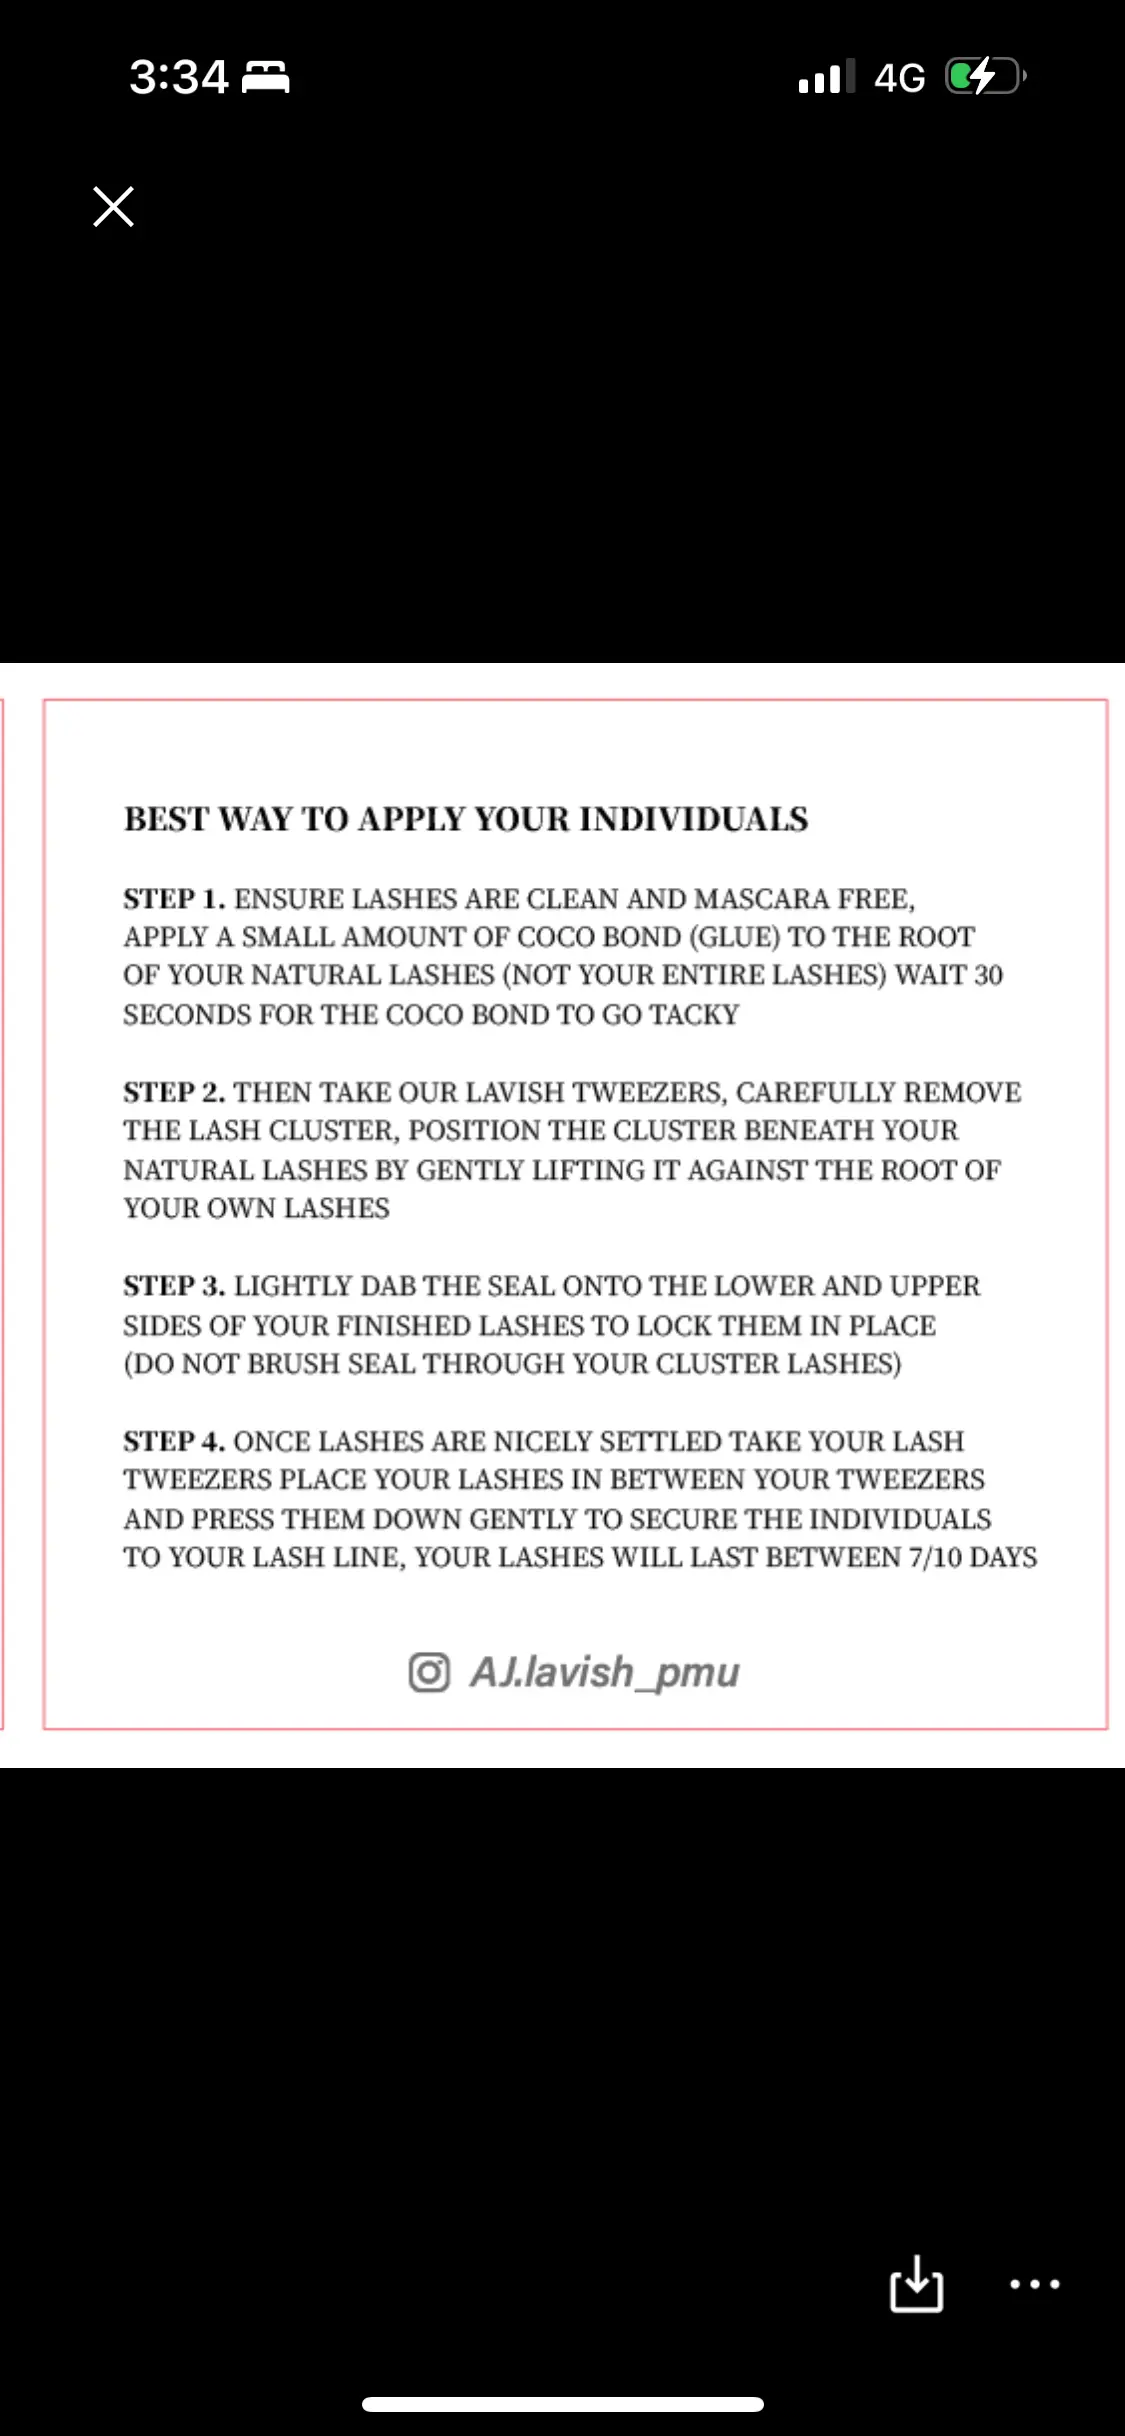 3:34
4G
BEST WAY TO APPLY YOUR INDIVIDUALS
STEP 1. ENSURE LASHES ARE CLEAN AND MASCARA FREE,
APPLY A SMALL AMOUNT OF COCO BOND (GLUE) TO THE ROOT
OF YOUR NATURAL LASHES (NOT YOUR ENTIRE LASHES) WAIT 30
SECONDS FOR THE COCO BOND TO GO TACKY
STEP 2. THEN TAKE OUR LAVISH TWEEZERS, CAREFULLY REMOVE
THE LASH CLUSTER, POSITION THE CLUSTER BENEATH YOUR
NATURAL LASHES BY GENTLY LIFTING IT AGAINST THE ROOT OF
YOUR OWN LASHES
STEP 3. LIGHTLY DAB THE SEAL ONTO THE LOWER AND UPPER
SIDES OF YOUR FINISHED LASHES TO LOCK THEM IN PLACE
(DO NOT BRUSH SEAL THROUGH YOUR CLUSTER LASHES)
STEP 4. ONCE LASHES ARE NICELY SETTLED TAKE YOUR LASH
TWEEZERS PLACE YOUR LASHES IN BETWEEN YOUR TWEEZERS
AND PRESS THEM DOWN GENTLY TO SECURE THE INDIVIDUALS
TO YOUR LASH LINE, YOUR LASHES WILL LAST BETWEEN 7/10 DAYS
AJ.lavish_pmu